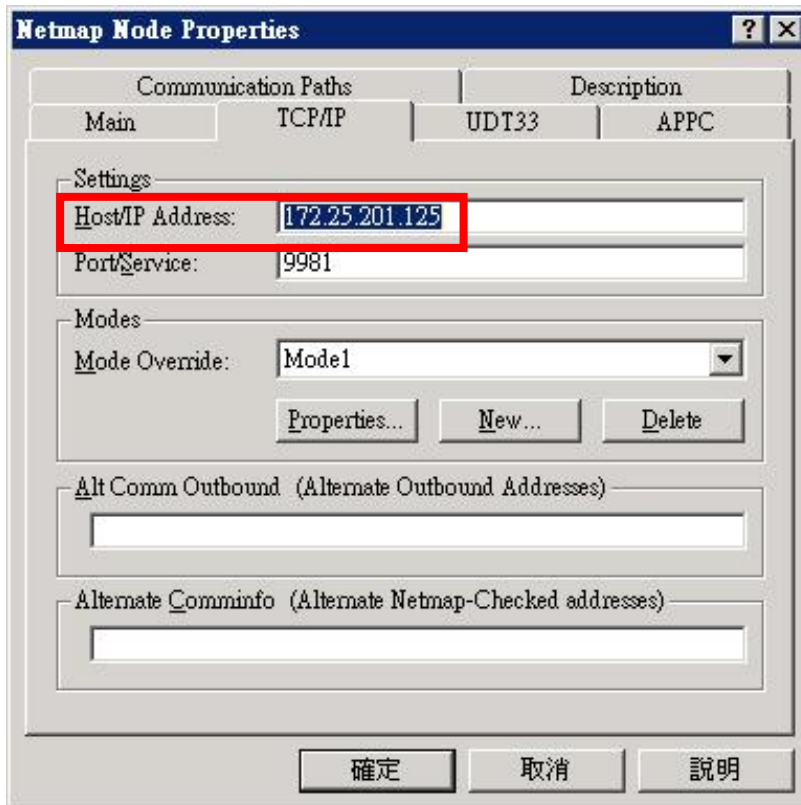 Netmap Node Properties
Communication Paths Description
Main TCP/IP UDT33 APPC
Settings
Host/IP Address: 172.25.201.125
Port/Service: 9981
Modes
Mode Override: Mode1
Properties... New... Delete
Alt Comm Outbound (Alternate Outbound Addresses)
Alternate Comminfo (Alternate Netmap-Checked addresses)
確定 取消 說明